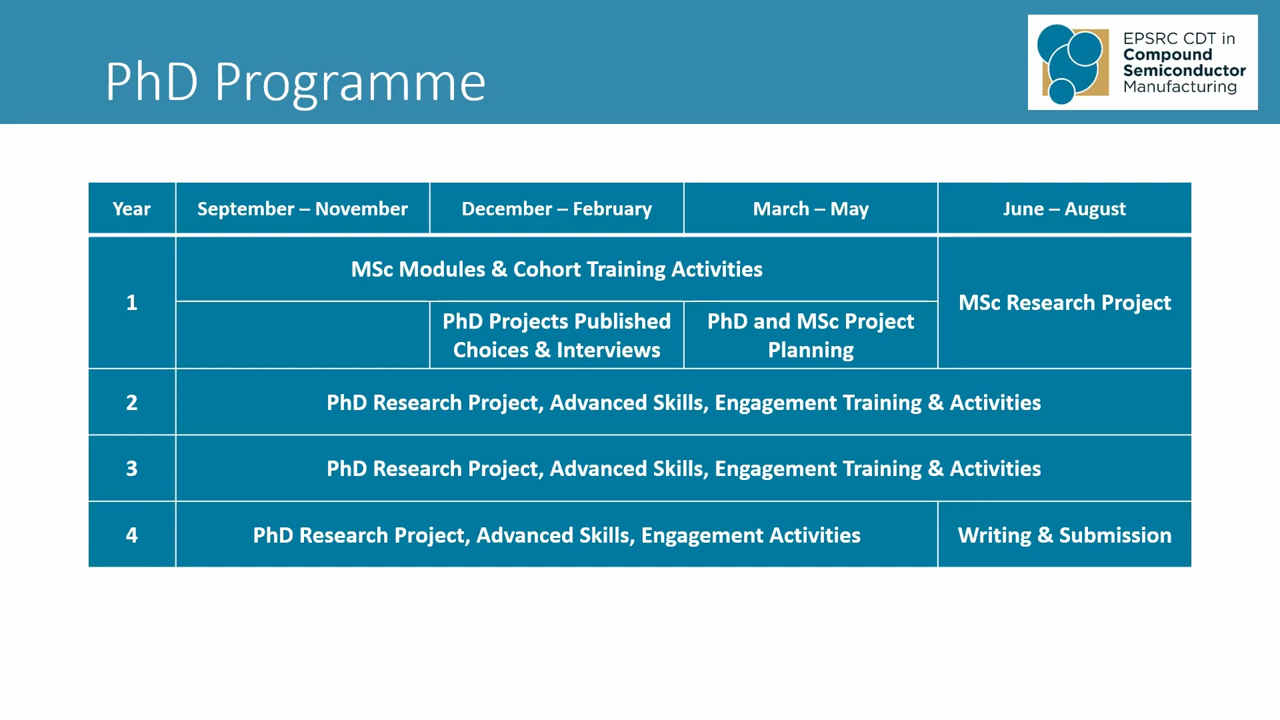 PhD Programme
EPSRC CDT in
Compound
Semiconductor
Manufacturing
Year
September – November
December – February
March – May
June – August
1
MSc Modules & Cohort Training Activities
MSc Research Project
PhD Projects Published
Choices & Interviews
PhD and MSc Project
Planning
2
PhD Research Project, Advanced Skills, Engagement Training & Activities
3
PhD Research Project, Advanced Skills, Engagement Training & Activities
4
PhD Research Project, Advanced Skills, Engagement Activities
Writing & Submission